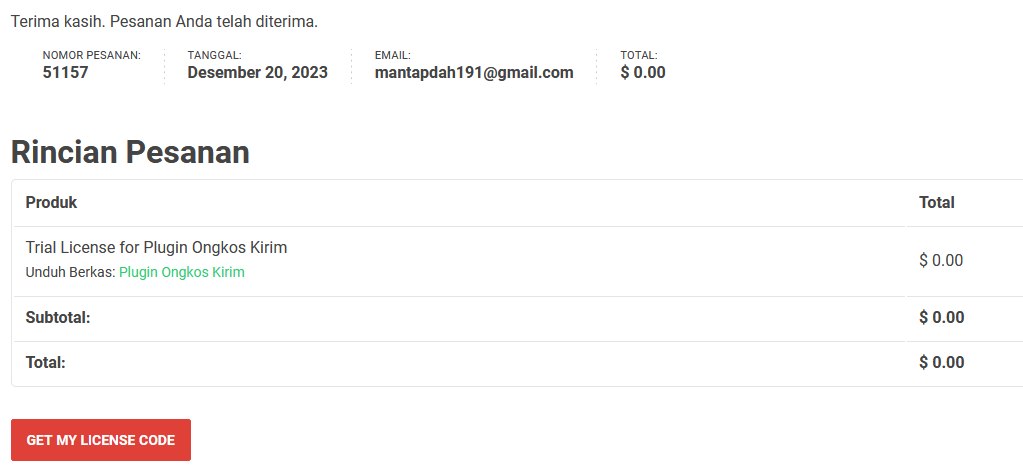 Terima kasih. Pesanan Anda telah diterima.
NOMOR PESANAN: TANGGAL: EMAIL: TOTAL:
51157 Desember 20, 2023 mantapdah191@gmail.com $ 0.00
Rincian Pesanan
Produk Total
Trial License for Plugin Ongkos Kirim
Unduh Berkas: Plugin Ongkos Kirim $ 0.00
Subtotal: $ 0.00
Total: $ 0.00
GET MY LICENSE CODE